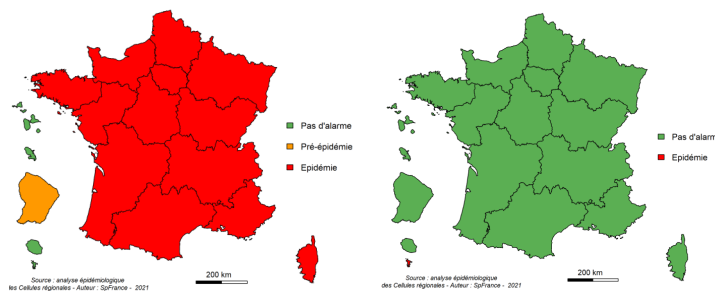 Pas d'alarme
Pré-épidémie
Epidémie
200 km
Source : analyse épidémiologique
les Cellules régionales - Auteur : SpFrance - 2021
Pas d'alarm
Epidémie
200 km
Source : analyse épidémiologique
des Cellules régionales - Auteur : SpFrance - 2021